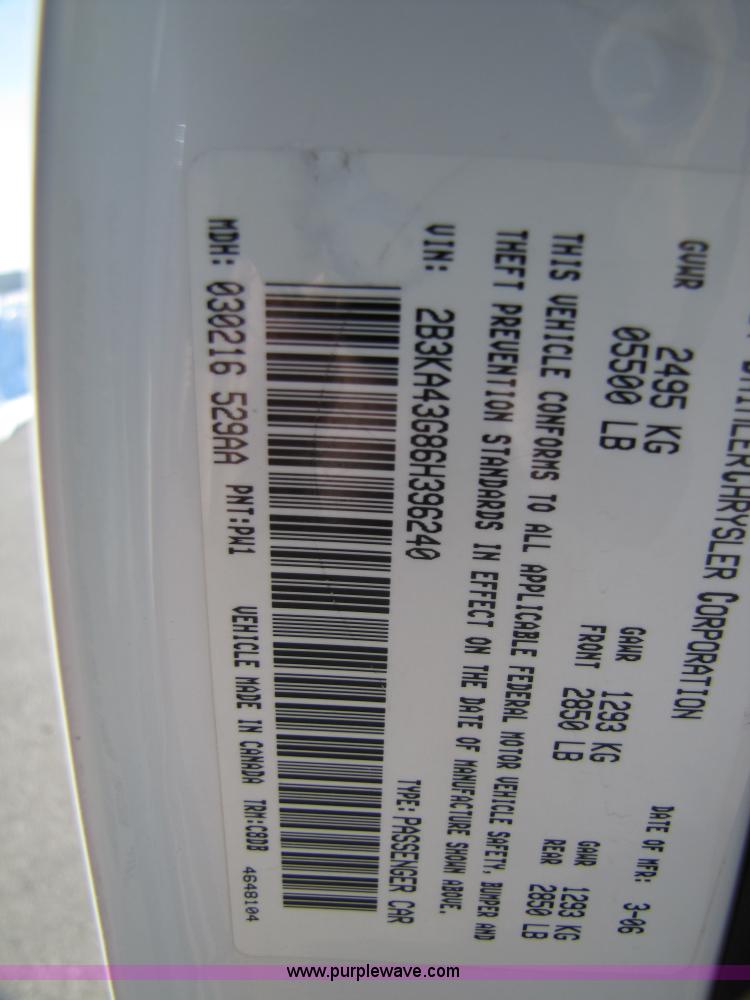 DAIMLERCHRYSLER CORPORATION
DATE OF MFR: 3-06
GVWR 2495 KG
05500 LB
GAWR FRONT 1293 KG
2850 LB
GAWR REAR 1293 KG
2850 LB
THIS VEHICLE CONFORMS TO ALL APPLICABLE FEDERAL MOTOR VEHICLE SAFETY, BUMPER AND
THEFT PREVENTION STANDARDS IN EFFECT ON THE DATE OF MANUFACTURE SHOWN ABOVE.
VIN: 2B3KA43G86H396240
TYPE: PASSENGER CAR
MDH: 030216 529AA PNT:PW1 VEHICLE MADE IN CANADA TRM:C8DB 4648104
www.purplewave.com